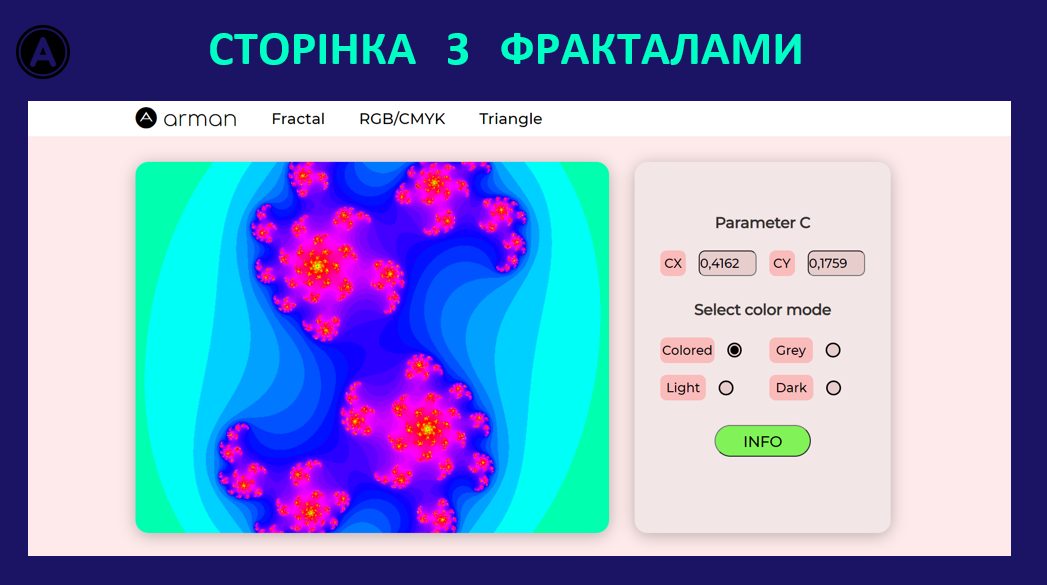 A
СТОРІНКА З ФРАКТАЛАМИ
A arman Fractal RGB/CMYK Triangle
Parameter C
CX 0,4162 CY 0,1759
Select color mode
Colored Grey
Light Dark
INFO